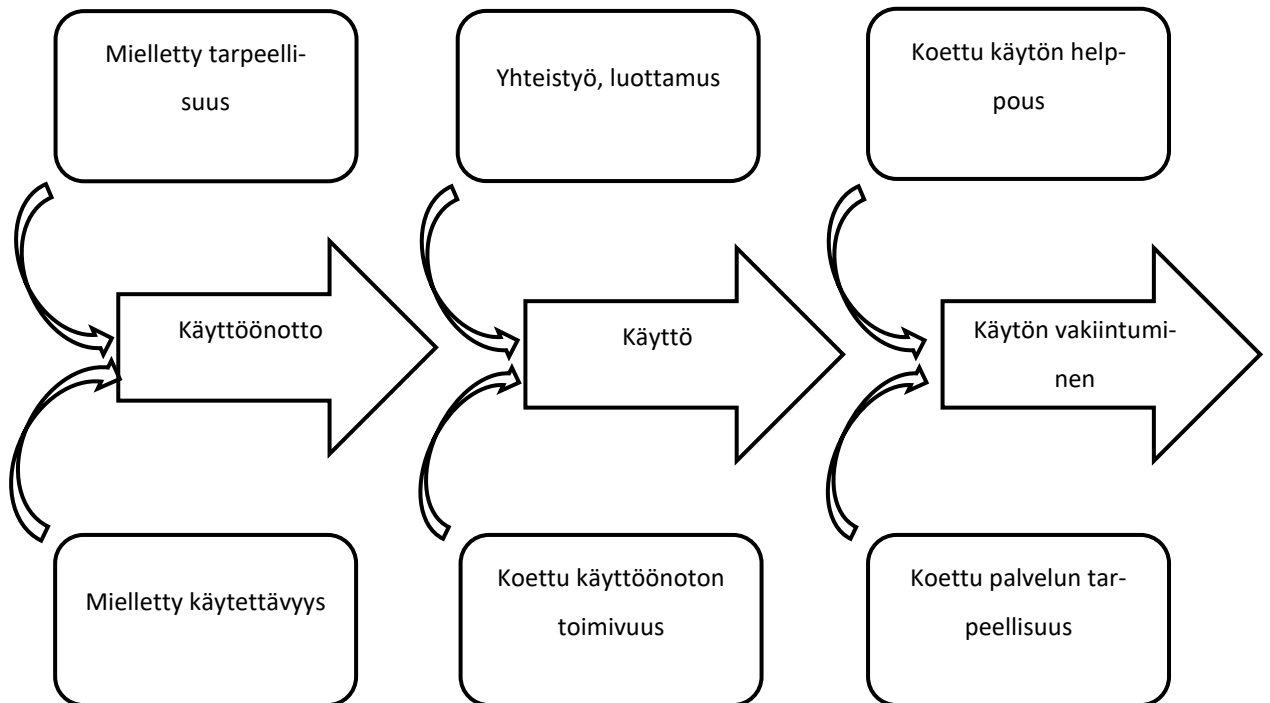 Mielletty tarpeelli-
suus
Yhteistyö, luottamus
Koettu käytön help-
pous
Käyttöönotto
Käyttö
Käytön vakiintumi-
nen
Mielletty käytettävyys
Koettu käyttöönoton
toimivuus
Koettu palvelun tar-
peellisuus